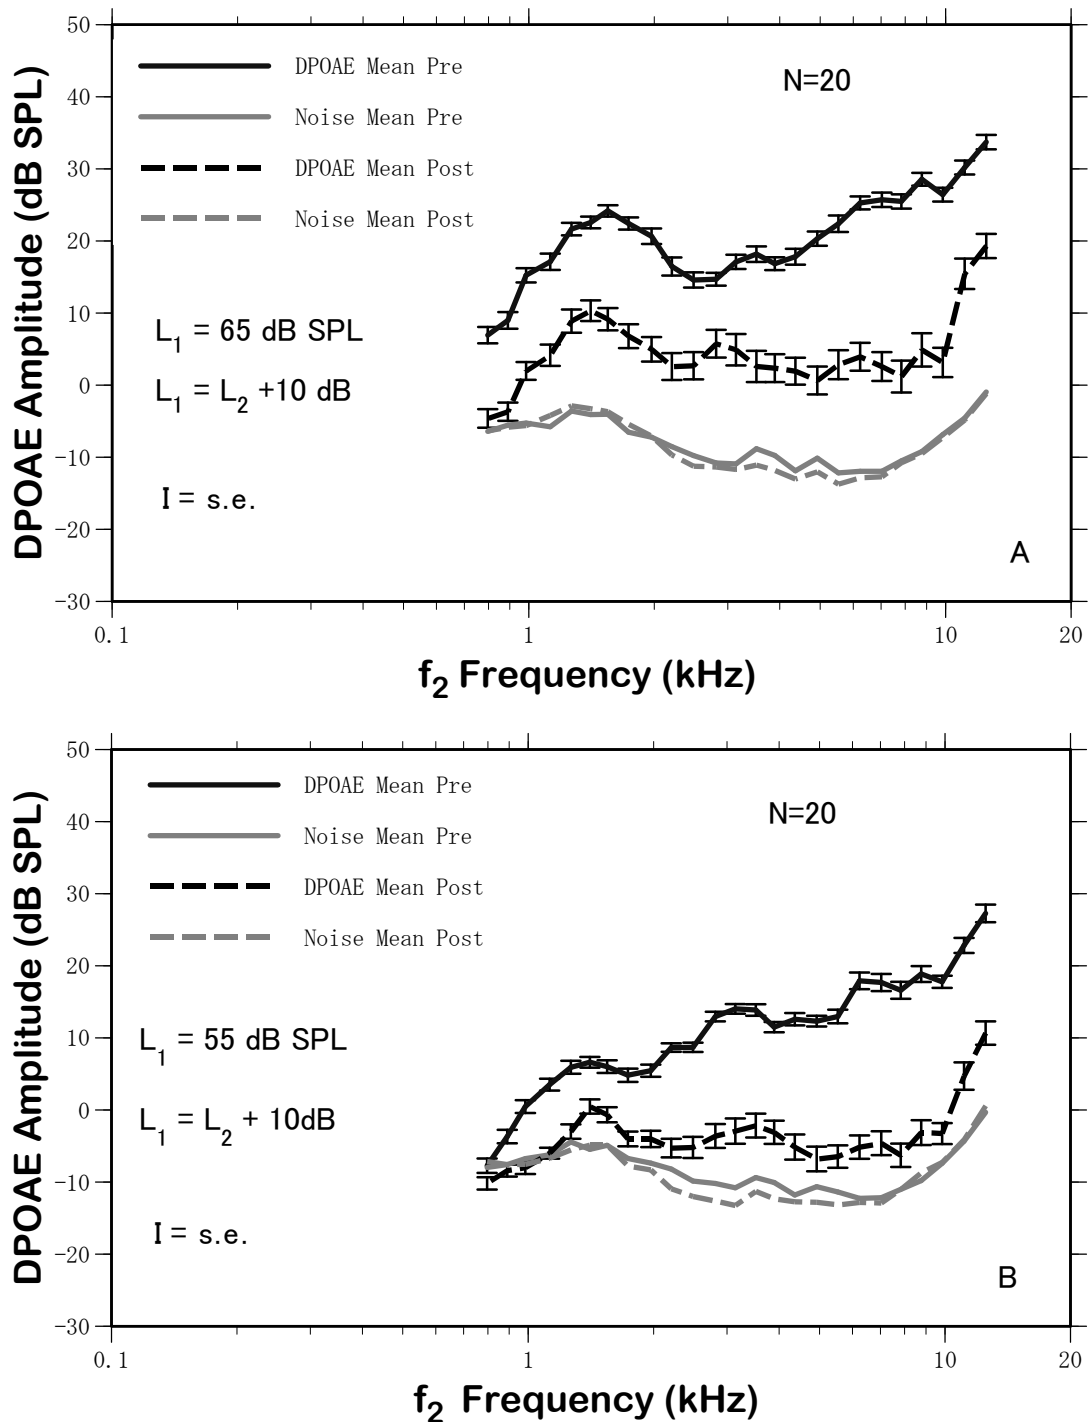 50
40
30
20
10
0
-10
-20
-30
DPOAE Amplitude (dB SPL)
DPOAE Mean Pre
Noise Mean Pre
DPOAE Mean Post
Noise Mean Post
N=20
L1 = 65 dB SPL
L1 = L2 +10 dB
I = s.e.
A
0.1 1 10 20
f2 Frequency (kHz)
50
40
30
20
10
0
-10
-20
-30
DPOAE Amplitude (dB SPL)
DPOAE Mean Pre
Noise Mean Pre
DPOAE Mean Post
Noise Mean Post
N=20
L1 = 55 dB SPL
L1 = L2 + 10dB
I = s.e.
B
0.1 1 10 20
f2 Frequency (kHz)